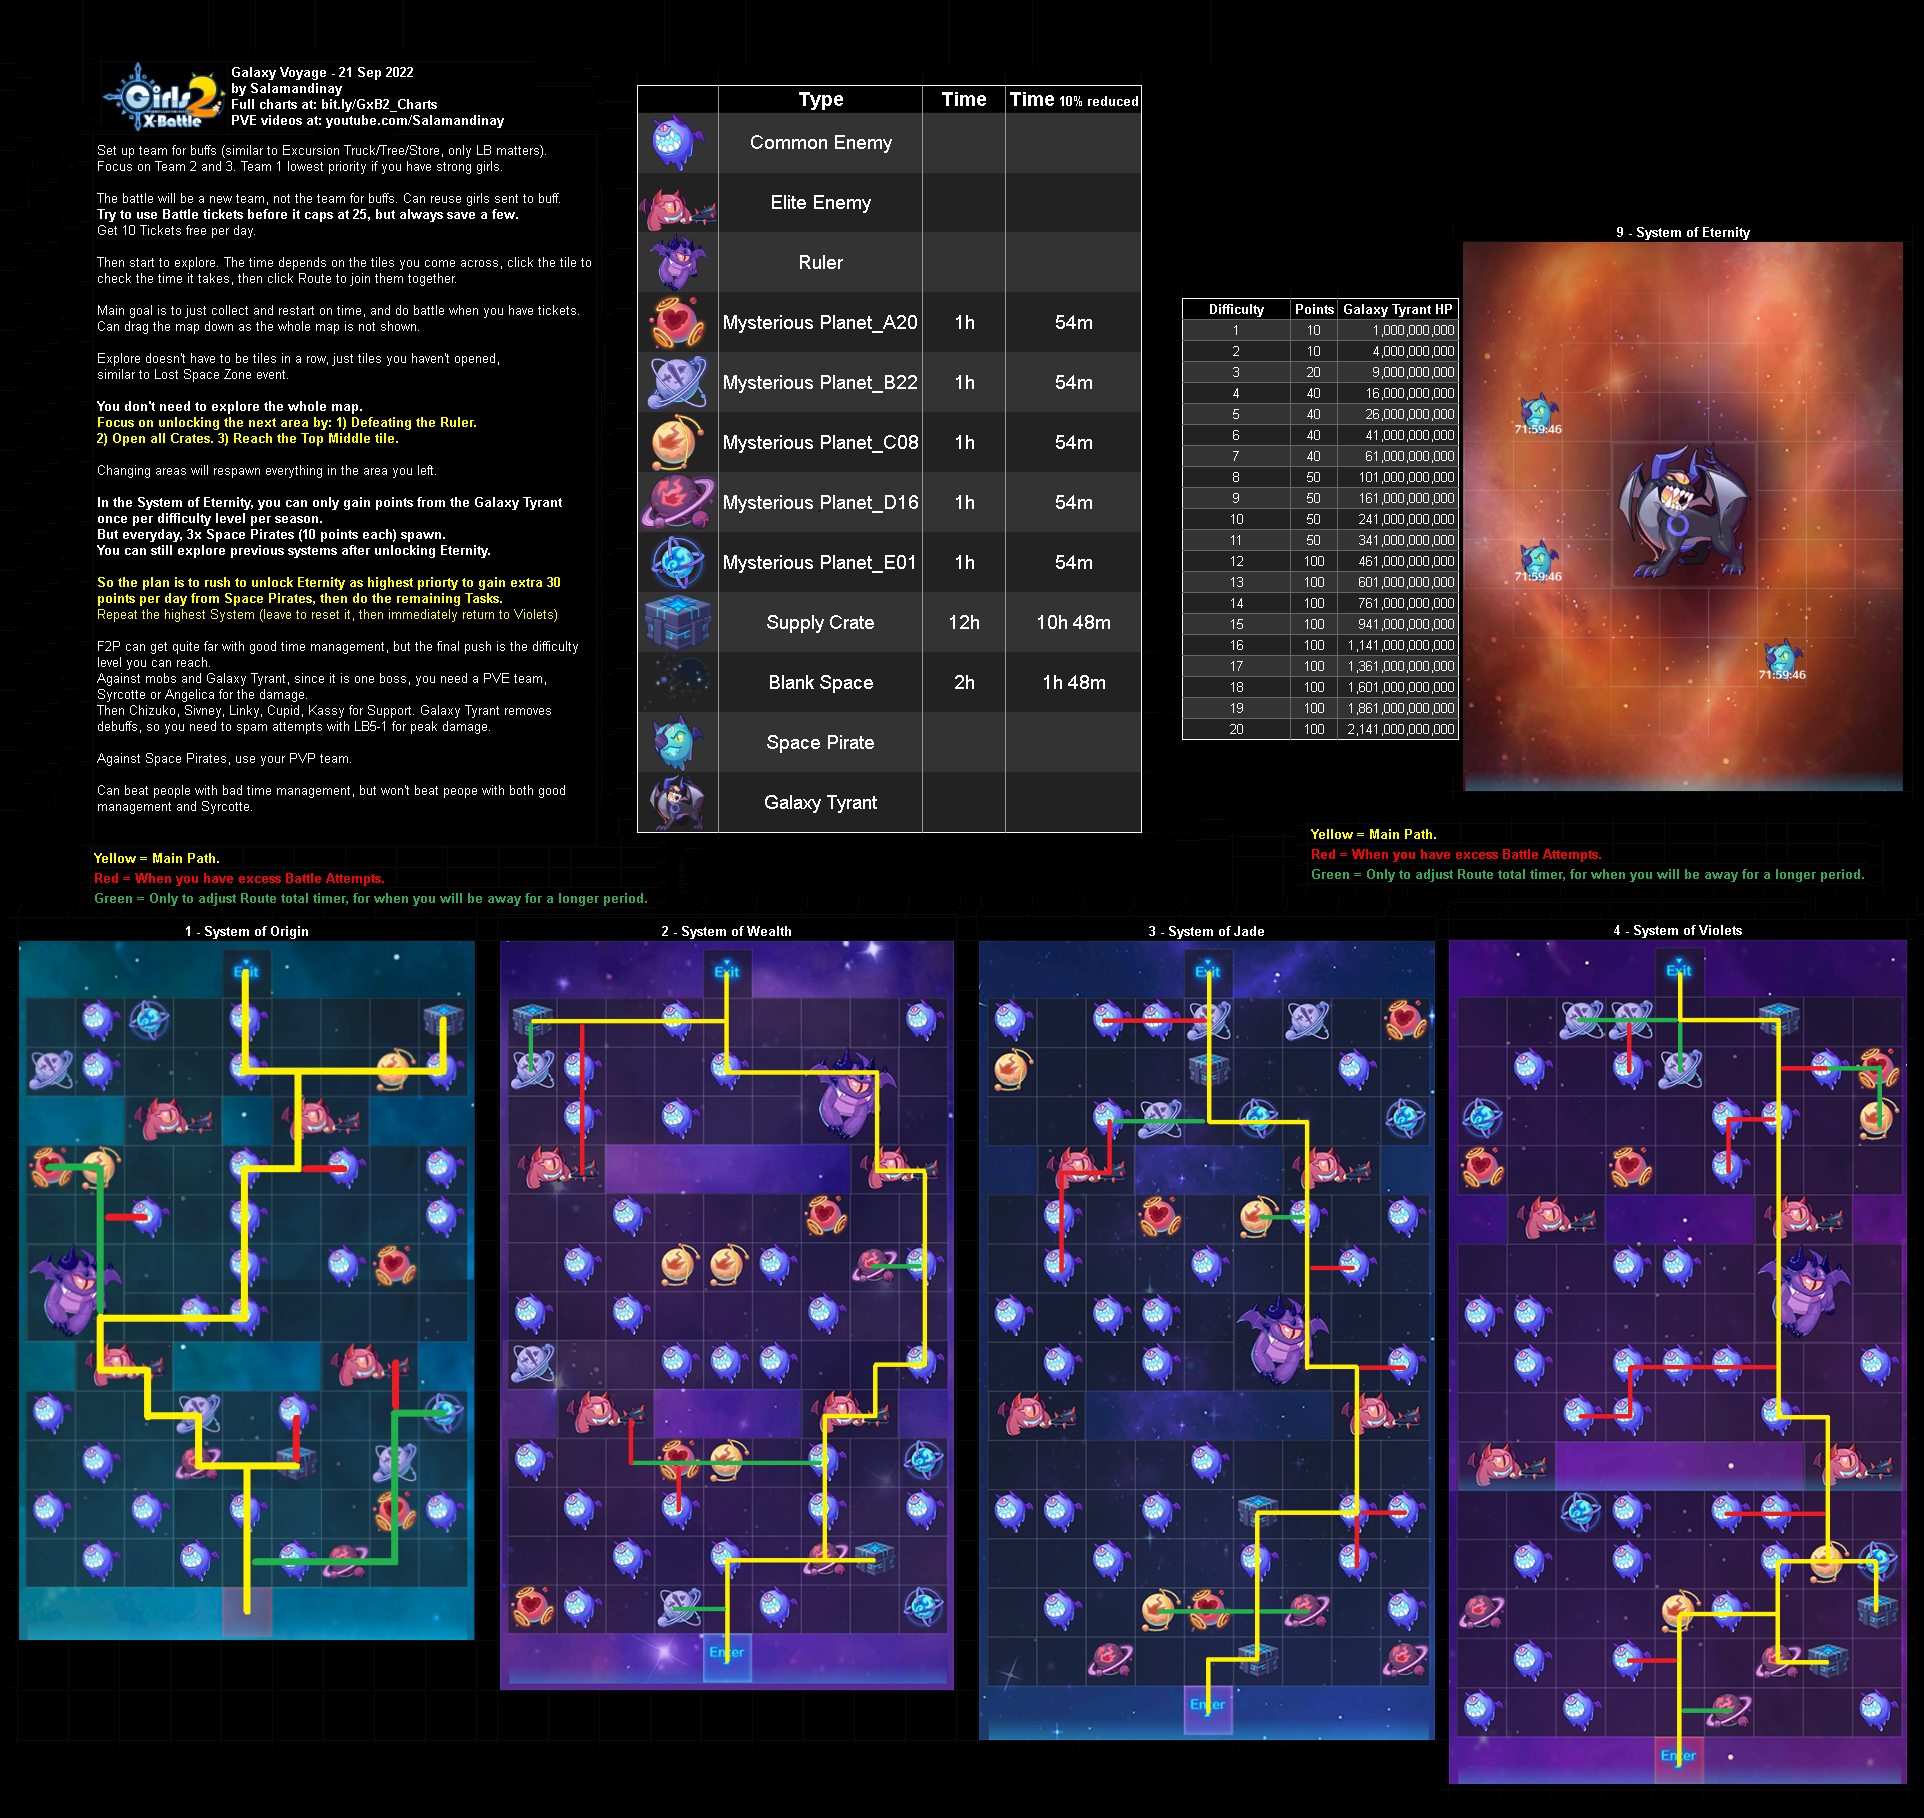 Girls 2
X Battle
Galaxy Voyage - 21 Sep 2022
by Salamandinay
Full charts at: bit.ly/GxB2_Charts
PVE videos at: youtube.com/Salamandinay
Set up team for buffs (similar to Excursion Truck/Tree/Store, only LB matters).
Focus on Team 2 and 3. Team 1 lowest priority if you have strong girls.
The battle will be a new team, not the team for buffs. Can reuse girls sent to buff.
Try to use Battle tickets before it caps at 25, but always save a few.
Get 10 Tickets free per day.
Then start to explore. The time depends on the tiles you come across, click the tile to
check the time it takes, then click Route to join them together.
Main goal is to just collect and restart on time, and do battle when you have tickets.
Can drag the map down as the whole map is not shown.
Explore doesn't have to be tiles in a row, just tiles you haven't opened,
similar to Lost Space Zone event.
You don't need to explore the whole map.
Focus on unlocking the next area by: 1) Defeating the Ruler.
2) Open all Crates. 3) Reach the Top Middle tile.
Changing areas will respawn everything in the area you left.
In the System of Eternity, you can only gain points from the Galaxy Tyrant
once per difficulty level per season.
But everyday, 3x Space Pirates (10 points each) spawn.
You can still explore previous systems after unlocking Eternity.
So the plan is to rush to unlock Eternity as highest priorty to gain extra 30
points per day from Space Pirates, then do the remaining Tasks.
Repeat the highest System (leave to reset it, then immediately return to Violets)
F2P can get quite far with good time management, but the final push is the difficulty
level you can reach.
Against mobs and Galaxy Tyrant, since it is one boss, you need a PVE team,
Syrcotte or Angelica for the damage.
Then Chizuko, Sivney, Linky, Cupid, Kassy for Support. Galaxy Tyrant removes
debuffs, so you need to spam attempts with LB5-1 for peak damage.
Against Space Pirates, use your PVP team.
Can beat people with bad time management, but won't beat peope with both good
management and Syrcotte.
Yellow = Main Path.
Red = When you have excess Battle Attempts.
Green = Only to adjust Route total timer, for when you will be away for a longer period.
Type Time Time 10% reduced
Common Enemy
Elite Enemy
Ruler
Mysterious Planet_A20 1h 54m
Mysterious Planet_B22 1h 54m
Mysterious Planet_C08 1h 54m
Mysterious Planet_D16 1h 54m
Mysterious Planet_E01 1h 54m
Supply Crate 12h 10h 48m
Blank Space 2h 1h 48m
Space Pirate
Galaxy Tyrant
Difficulty Points Galaxy Tyrant HP
1 10 1,000,000,000
2 10 4,000,000,000
3 20 9,000,000,000
4 40 16,000,000,000
5 40 26,000,000,000
6 40 41,000,000,000
7 40 61,000,000,000
8 50 101,000,000,000
9 50 161,000,000,000
10 50 241,000,000,000
11 50 341,000,000,000
12 100 461,000,000,000
13 100 601,000,000,000
14 100 761,000,000,000
15 100 941,000,000,000
16 100 1,141,000,000,000
17 100 1,361,000,000,000
18 100 1,601,000,000,000
19 100 1,861,000,000,000
20 100 2,141,000,000,000
9 - System of Eternity
71:59:46
71:59:46
71:59:46
Yellow = Main Path.
Red = When you have excess Battle Attempts.
Green = Only to adjust Route total timer, for when you will be away for a longer period.
1 - System of Origin
Exit
2 - System of Wealth
Exit
Enter
3 - System of Jade
Exit
Enter
4 - System of Violets
Exit
Enter